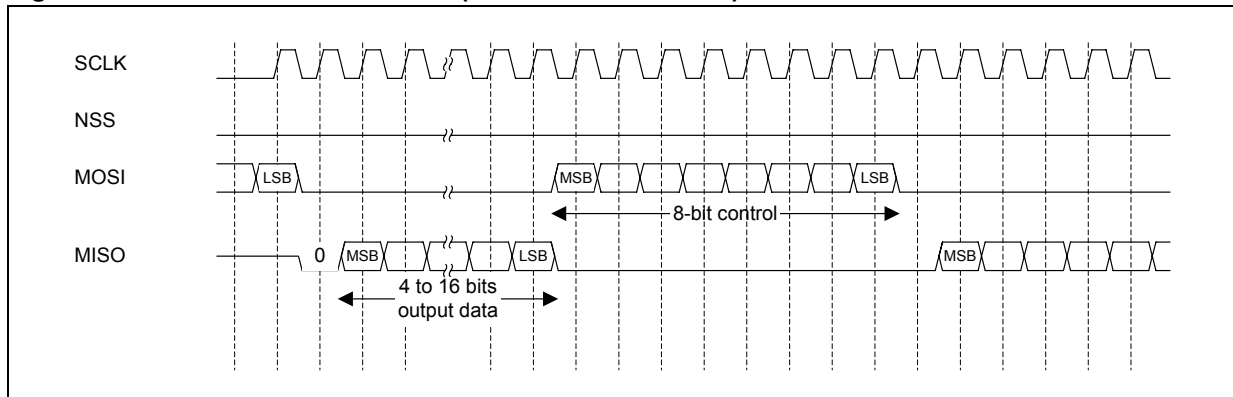 SCLK
NSS
MOSI
LSB
MSB
LSB
8-bit control
MISO
0
MSB
LSB
MSB
4 to 16 bits
output data